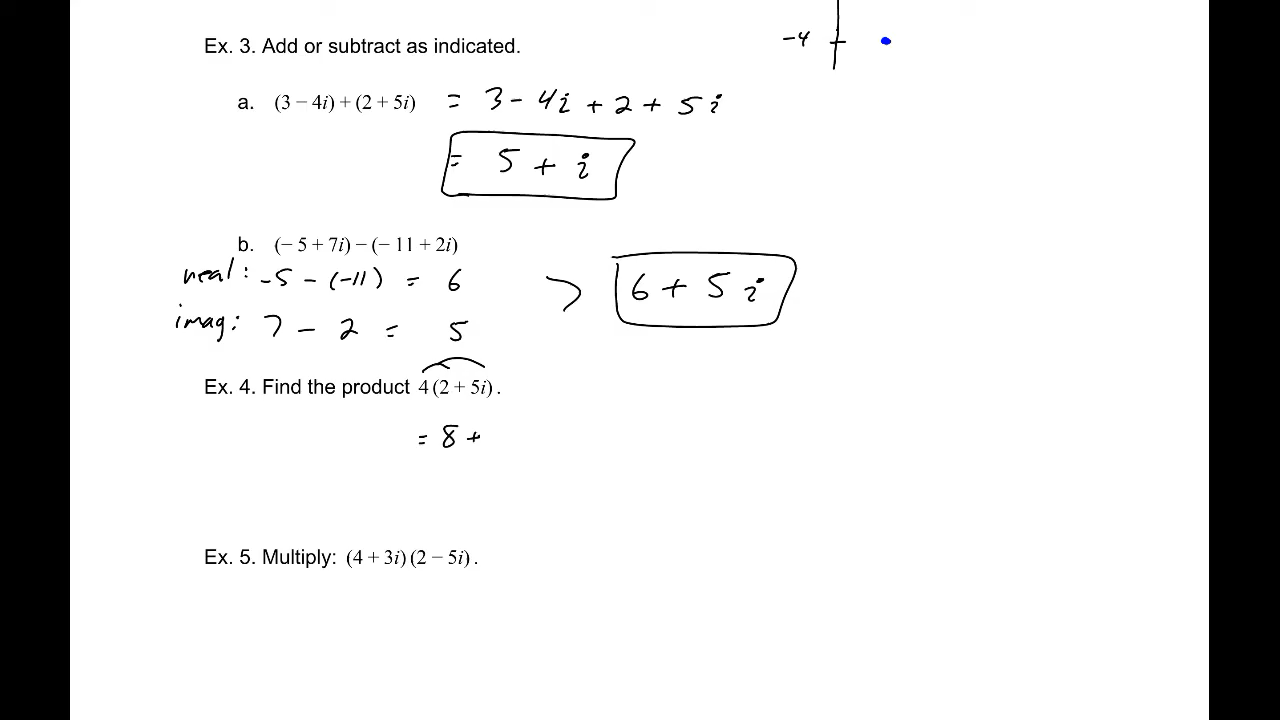 -4
Ex. 3. Add or subtract as indicated.
a. (3 − 4i) + (2 + 5i) = 3 - 4i + 2 + 5i
= 5 + i
b. (− 5 + 7i) − (− 11 + 2i)
real: -5 - (-11) = 6
6 + 5i
imag: 7 - 2 = 5
Ex. 4. Find the product 4(2 + 5i).
= 8 +
Ex. 5. Multiply: (4 + 3i)(2 − 5i).